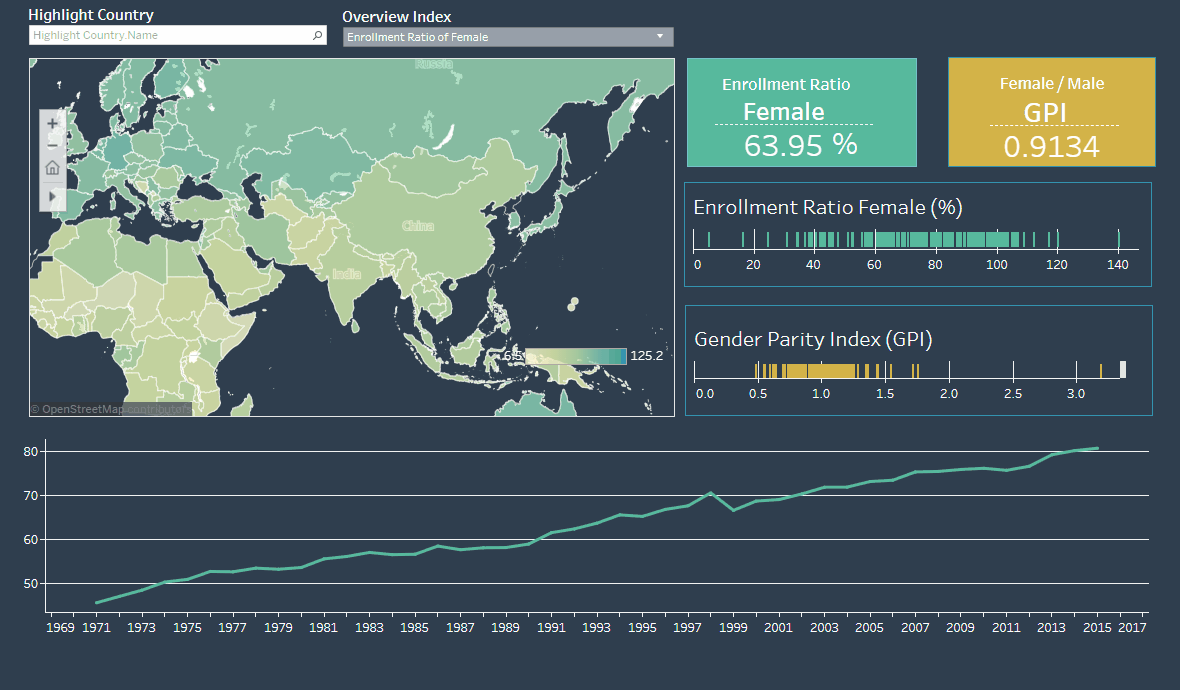 Highlight Country
Overview Index
Highlight Country.Name
Enrollment Ratio of Female
Russia
China
India
6.5
125.2
© OpenStreetMap contributors
Enrollment Ratio
Female
63.95 %
Female / Male
GPI
0.9134
Enrollment Ratio Female (%)
0 20 40 60 80 100 120 140
Gender Parity Index (GPI)
0.0 0.5 1.0 1.5 2.0 2.5 3.0
80
70
60
50
1969 1971 1973 1975 1977 1979 1981 1983 1985 1987 1989 1991 1993 1995 1997 1999 2001 2003 2005 2007 2009 2011 2013 2015 2017